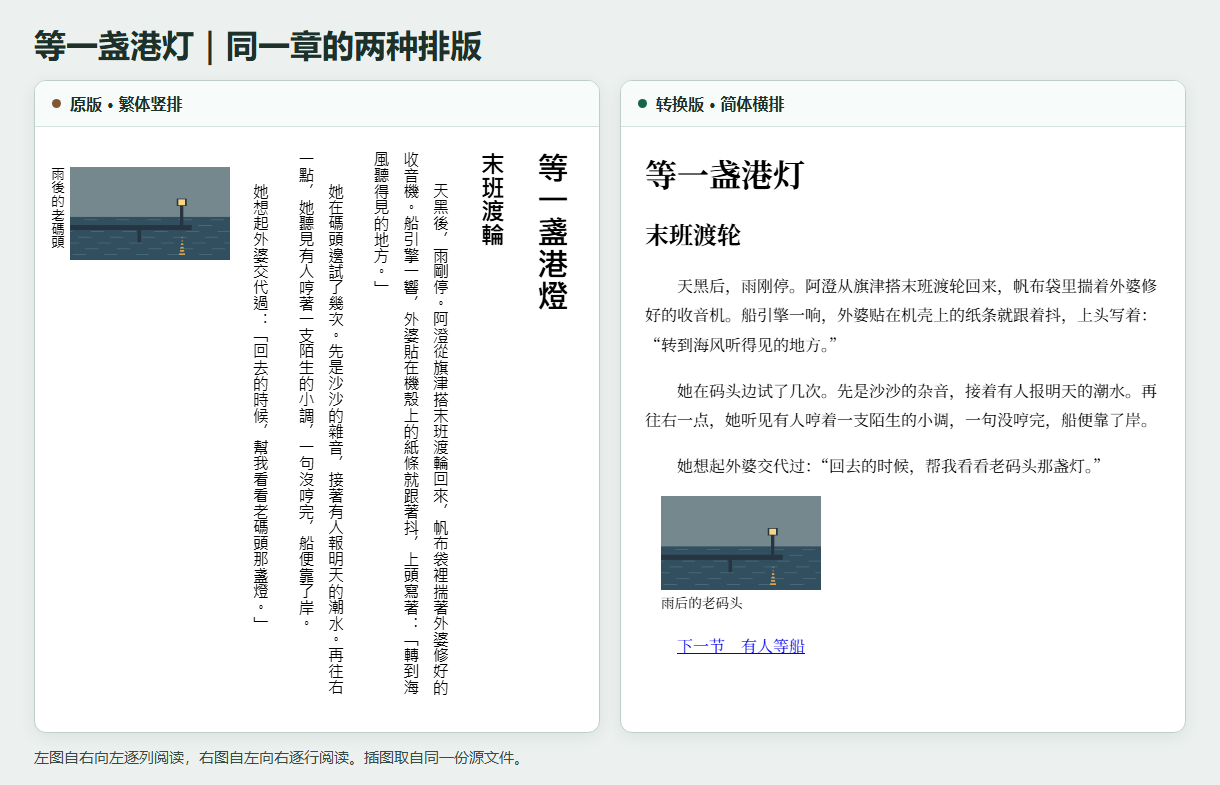 等一盏港灯｜同一章的两种排版
原版 • 繁体竖排
等一盞港燈
末班渡輪
天黑後，雨剛停。阿澄從旗津搭末班渡輪回來，帆布袋裡揣著外婆修好的
收音機。船引擎一響，外婆貼在機殼上的紙條就跟著抖，上頭寫著：「轉到海
風聽得見的地方。」
她在碼頭邊試了幾次。先是沙沙的雜音，接著有人報明天的潮水。再往右
一點，她聽見有人哼著一支陌生的小調，一句沒哼完，船便靠了岸。
她想起外婆交代過：「回去的時候，幫我看看老碼頭那盞燈。」
雨後的老碼頭
转换版 • 简体横排
等一盏港灯
末班渡轮
天黑后，雨刚停。阿澄从旗津搭末班渡轮回来，帆布袋里揣着外婆修
好的收音机。船引擎一响，外婆贴在机壳上的纸条就跟着抖，上头写着：
“转到海风听得见的地方。”
她在码头边试了几次。先是沙沙的杂音，接着有人报明天的潮水。再
往右一点，她听见有人哼着一支陌生的小调，一句没哼完，船便靠了岸。
她想起外婆交代过：“回去的时候，帮我看看老码头那盏灯。”
雨后的老码头
下一节　有人等船
左图自右向左逐列阅读，右图自左向右逐行阅读。插图取自同一份源文件。